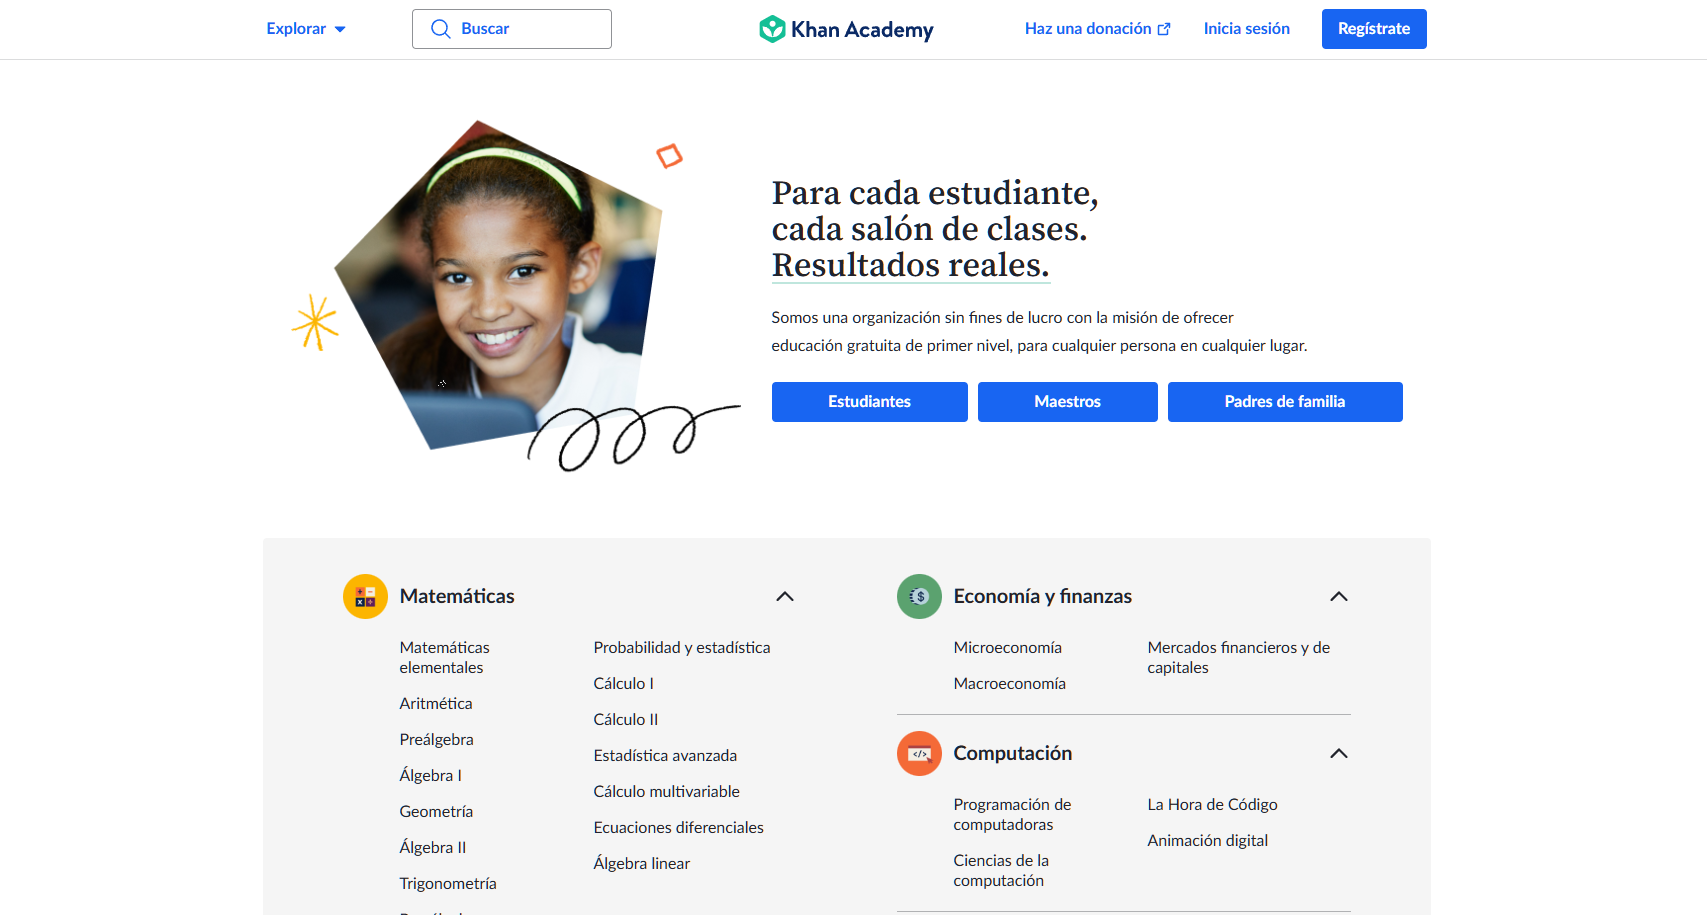 Explorar
Buscar
Khan Academy
Haz una donación
Inicia sesión
Regístrate
Para cada estudiante,
cada salón de clases.
Resultados reales.
Somos una organización sin fines de lucro con la misión de ofrecer
educación gratuita de primer nivel, para cualquier persona en cualquier lugar.
Estudiantes
Maestros
Padres de familia
Matemáticas
Matemáticas
elementales
Aritmética
Preálgebra
Álgebra I
Geometría
Álgebra II
Trigonometría
Probabilidad y estadística
Cálculo I
Cálculo II
Estadística avanzada
Cálculo multivariable
Ecuaciones diferenciales
Álgebra linear
Economía y finanzas
Microeconomía
Macroeconomía
Mercados financieros y de
capitales
Computación
Programación de
computadoras
Ciencias de la
computación
La Hora de Código
Animación digital